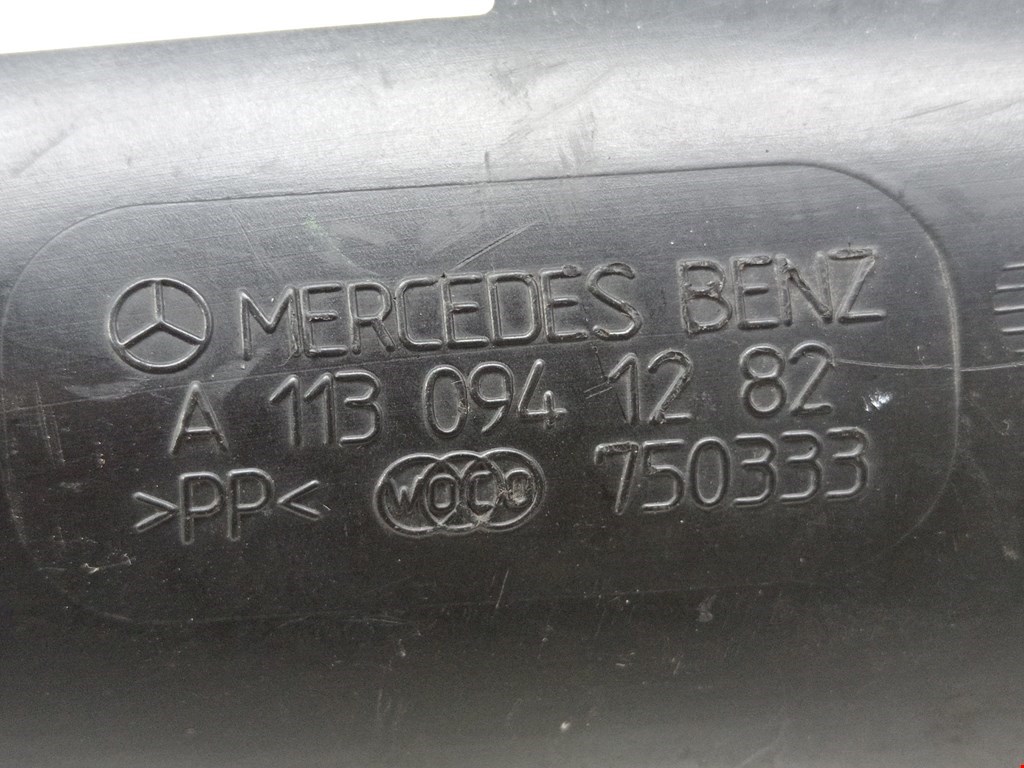 MERCEDES BENZ
A 113 094 12 82
>PP< WOCO 750333